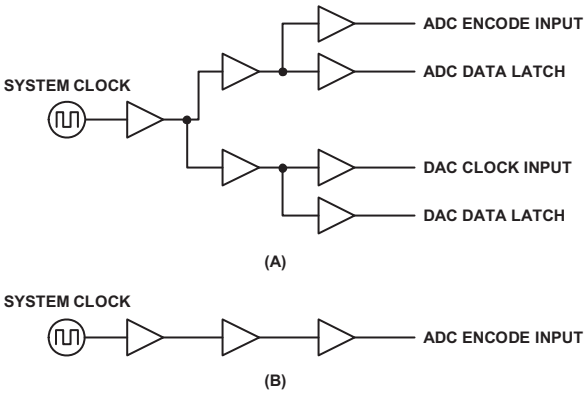 ADC ENCODE INPUT
ADC DATA LATCH
SYSTEM CLOCK
DAC CLOCK INPUT
DAC DATA LATCH
(A)
SYSTEM CLOCK
ADC ENCODE INPUT
(B)